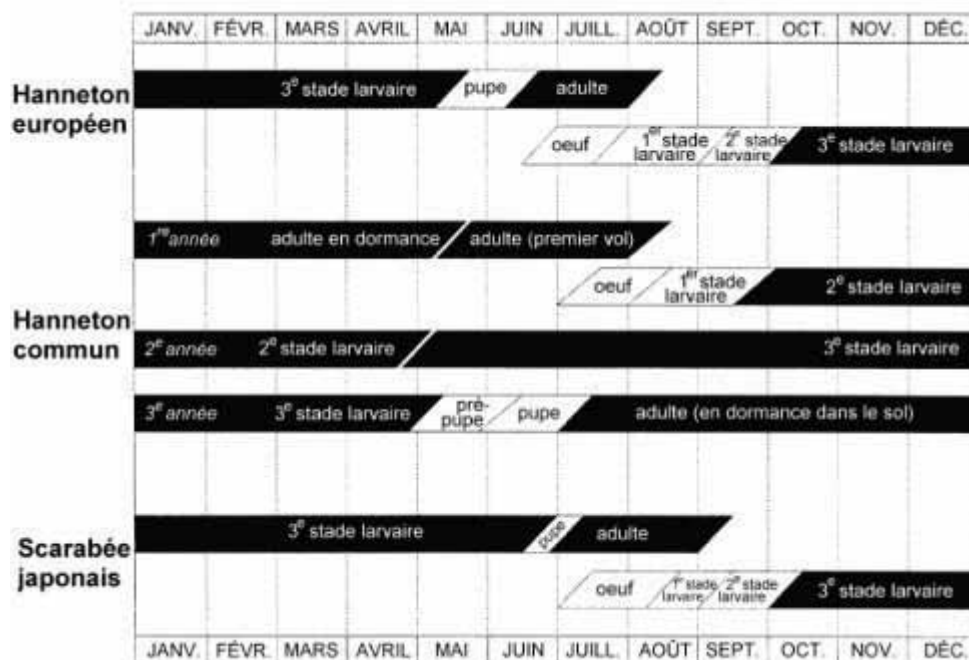 JANV. FÉVR. MARS AVRIL MAI JUIN JUILL. AOÛT SEPT. OCT. NOV. DÉC.
Hanneton
européen
3e stade larvaire pupe adulte
oeuf 1er stade larvaire 2e stade larvaire 3e stade larvaire
Hanneton
commun
1re année adulte en dormance adulte (premier vol)
oeuf 1er stade larvaire 2e stade larvaire
2e année 2e stade larvaire 3e stade larvaire
3e année 3e stade larvaire pré-pupe pupe adulte (en dormance dans le sol)
Scarabée
japonais
3e stade larvaire pupe adulte
oeuf 1er stade larvaire 2e stade larvaire 3e stade larvaire
JANV. FÉVR. MARS AVRIL MAI JUIN JUILL. AOÛT SEPT. OCT. NOV. DÉC.